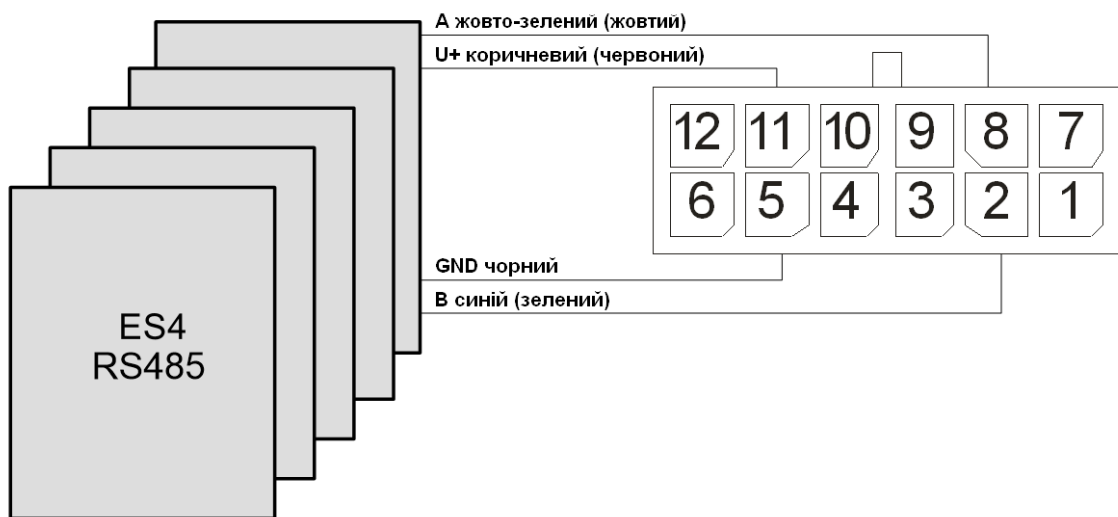 А жовто-зелений (жовтий)
U+ коричневий (червоний)
12 11 10 9 8 7
6 5 4 3 2 1
GND чорний
В синій (зелений)
ES4
RS485